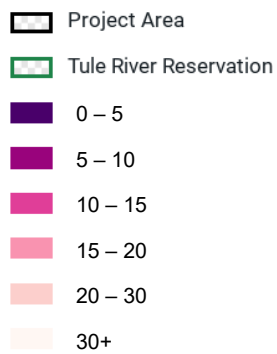 Project Area
Tule River Reservation
0 – 5
5 – 10
10 – 15
15 – 20
20 – 30
30+